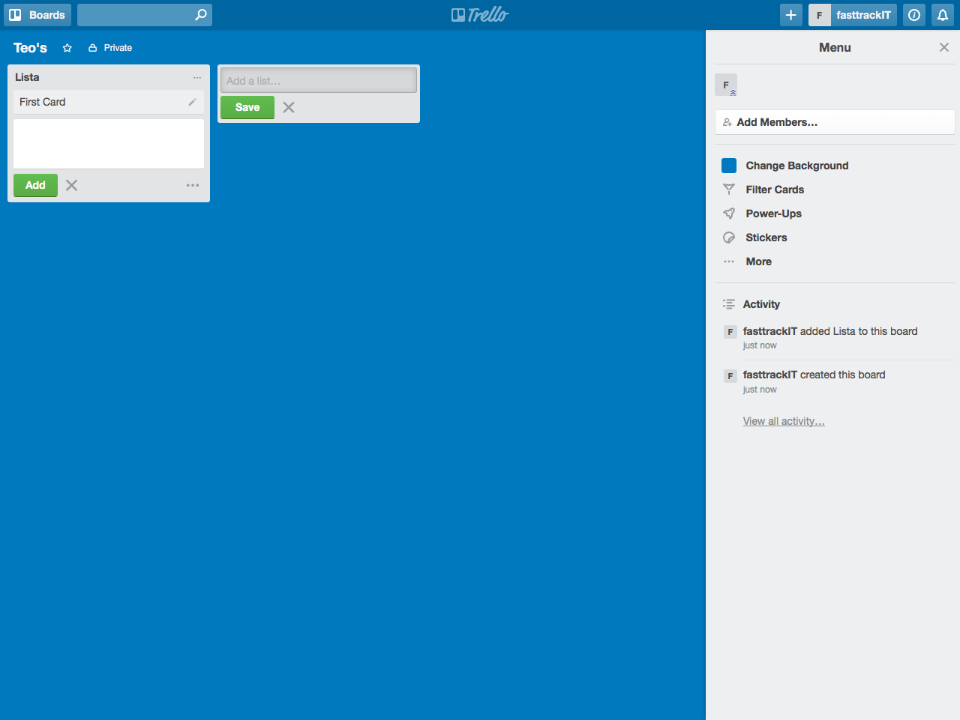 Boards
Trello
F fasttrackIT
Teo's
Private
Lista
First Card
Add
Add a list…
Save
Menu
F
Add Members…
Change Background
Filter Cards
Power-Ups
Stickers
More
Activity
F fasttrackIT added Lista to this board
just now
F fasttrackIT created this board
just now
View all activity…